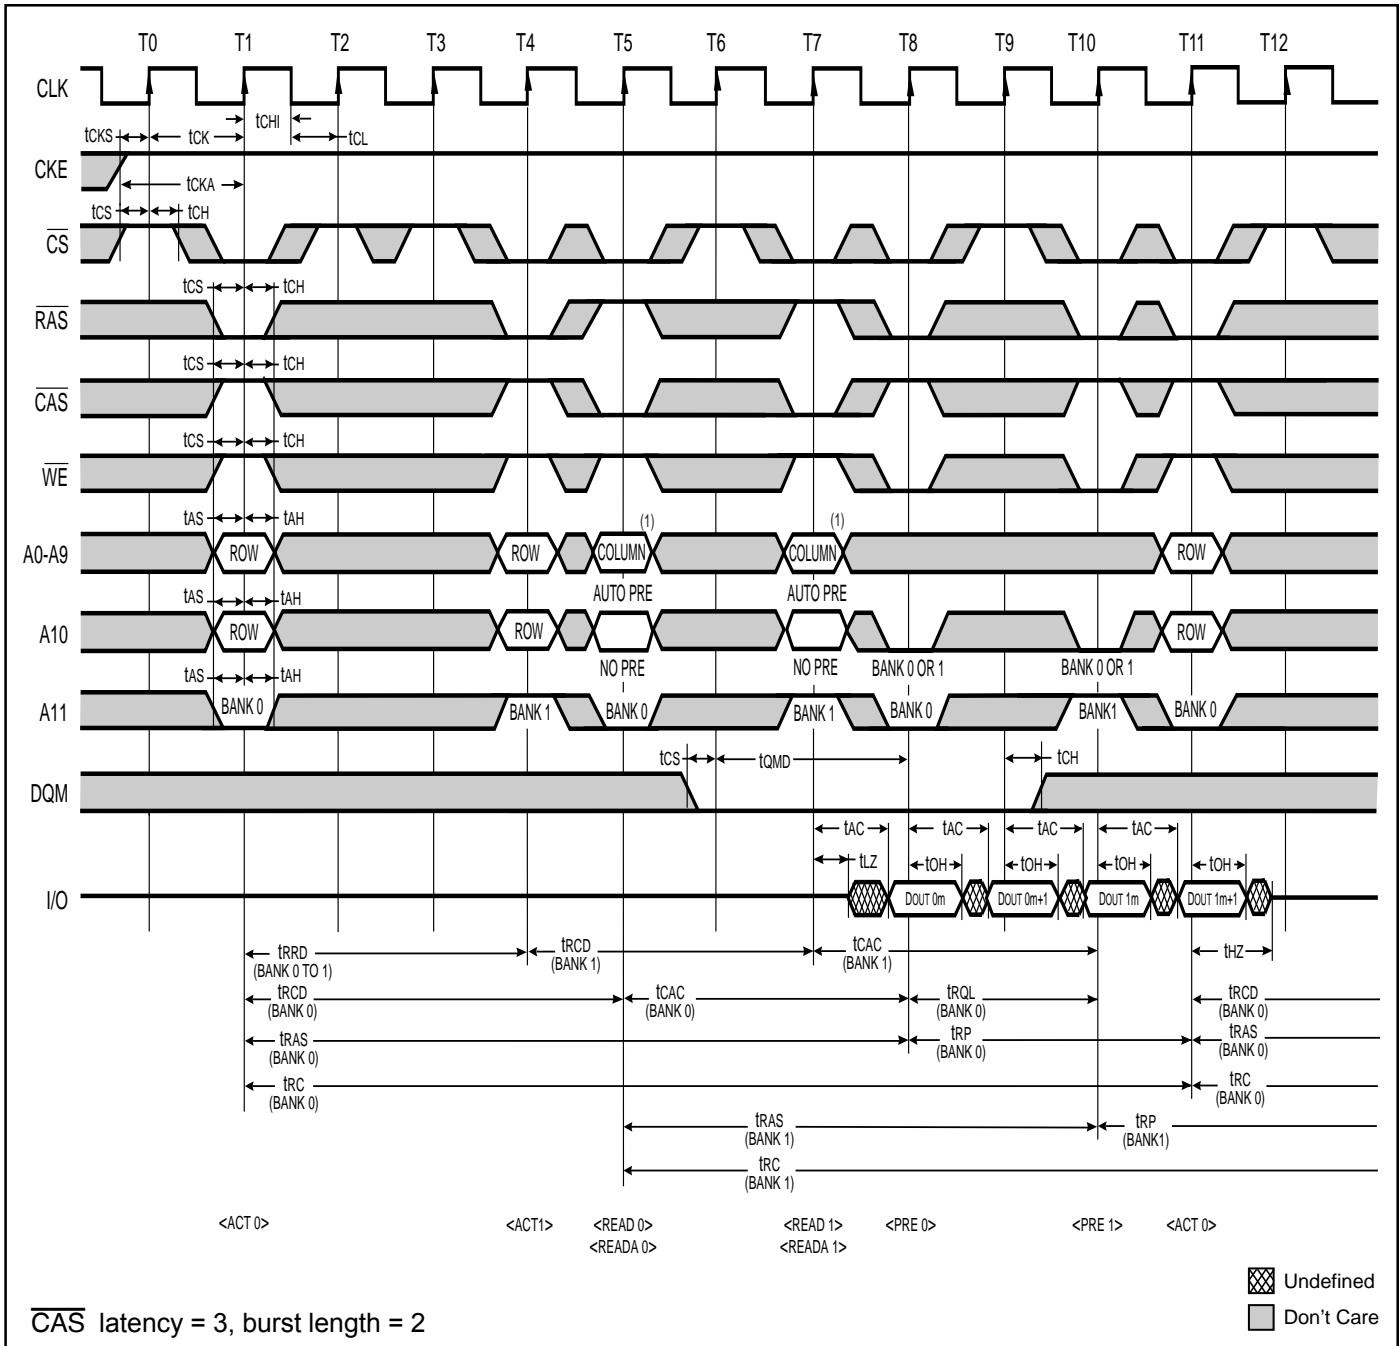 T0 T1 T2 T3 T4 T5 T6 T7 T8 T9 T10 T11 T12
CLK
tCHI
tCKS tCK tCL
CKE
tCKA
tCS tCH
CS
tCS tCH
RAS
tCS tCH
CAS
tCS tCH
WE
tAS tAH (1) (1)
A0-A9 ROW ROW COLUMN COLUMN ROW
AUTO PRE AUTO PRE
tAS tAH
A10 ROW ROW ROW
NO PRE NO PRE BANK 0 OR 1 BANK 0 OR 1
tAS tAH
A11 BANK 0 BANK 1 BANK 0 BANK 1 BANK 0 BANK1 BANK 0
tCS tQMD tCH
DQM
tAC tAC tAC tAC
tLZ tOH tOH tOH tOH
I/O DOUT 0m DOUT 0m+1 DOUT 1m DOUT 1m+1
tRRD tRCD tCAC tHZ
(BANK 0 TO 1) (BANK 1) (BANK 1)
tRCD tCAC tRQL tRCD
(BANK 0) (BANK 0) (BANK 0) (BANK 0)
tRAS tRP tRAS
(BANK 0) (BANK 0) (BANK 0)
tRC tRC
(BANK 0) (BANK 0)
tRAS tRP
(BANK 1) (BANK1)
tRC
(BANK 1)
<ACT 0> <ACT1> <READ 0> <READ 1> <PRE 0> <PRE 1> <ACT 0>
<READA 0> <READA 1>
Undefined
Don't Care
CAS latency = 3, burst length = 2